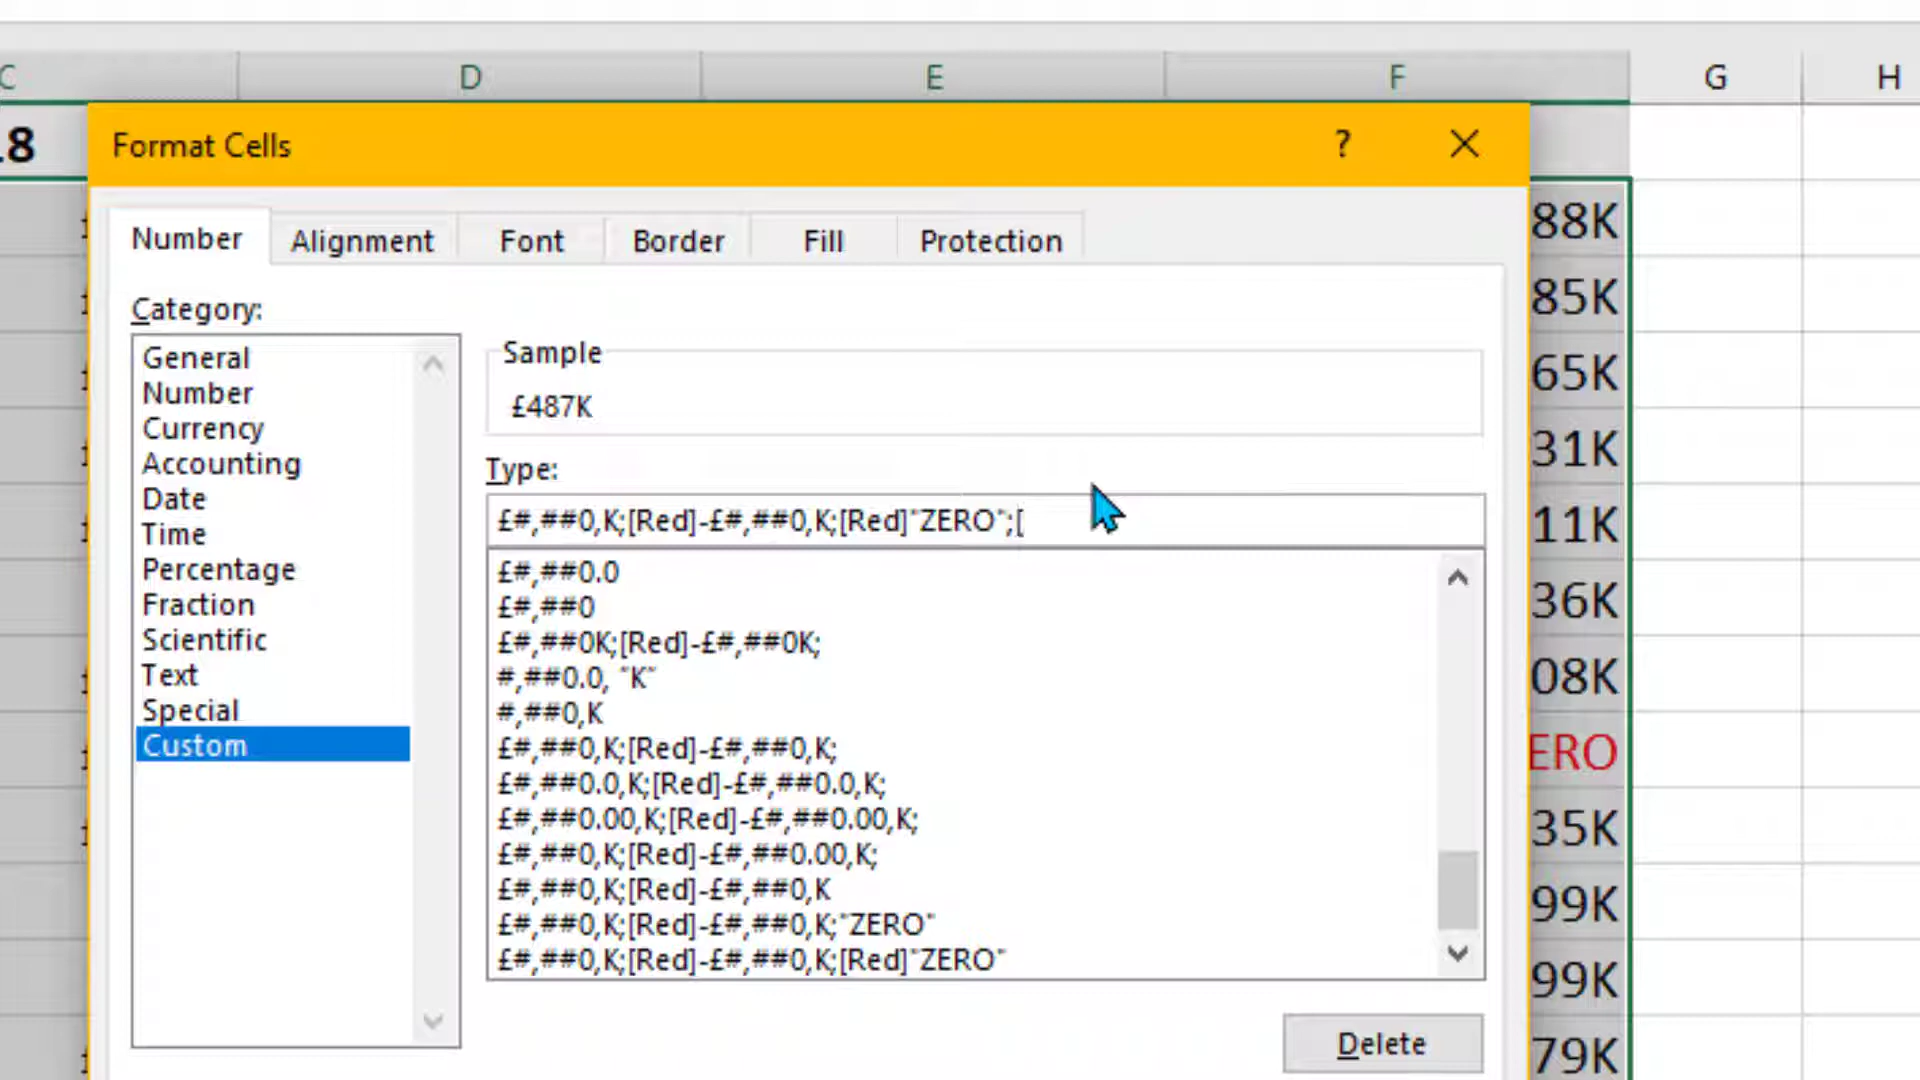 C D E F G H
.8
Format Cells ? ×
Number Alignment Font Border Fill Protection
Category:
General
Number
Currency
Accounting
Date
Time
Percentage
Fraction
Scientific
Text
Special
Custom
Sample
£487K
Type:
£#,##0,K;[Red]-£#,##0,K;[Red]"ZERO";[
£#,##0.0
£#,##0
£#,##0K;[Red]-£#,##0K;
#,##0.0, "K"
#,##0,K
£#,##0,K;[Red]-£#,##0,K;
£#,##0.0,K;[Red]-£#,##0.0,K;
£#,##0.00,K;[Red]-£#,##0.00,K;
£#,##0,K;[Red]-£#,##0.00,K;
£#,##0,K;[Red]-£#,##0,K
£#,##0,K;[Red]-£#,##0,K;"ZERO"
£#,##0,K;[Red]-£#,##0,K;[Red]"ZERO"
Delete
88K
85K
65K
31K
11K
36K
08K
ERO
35K
99K
99K
79K